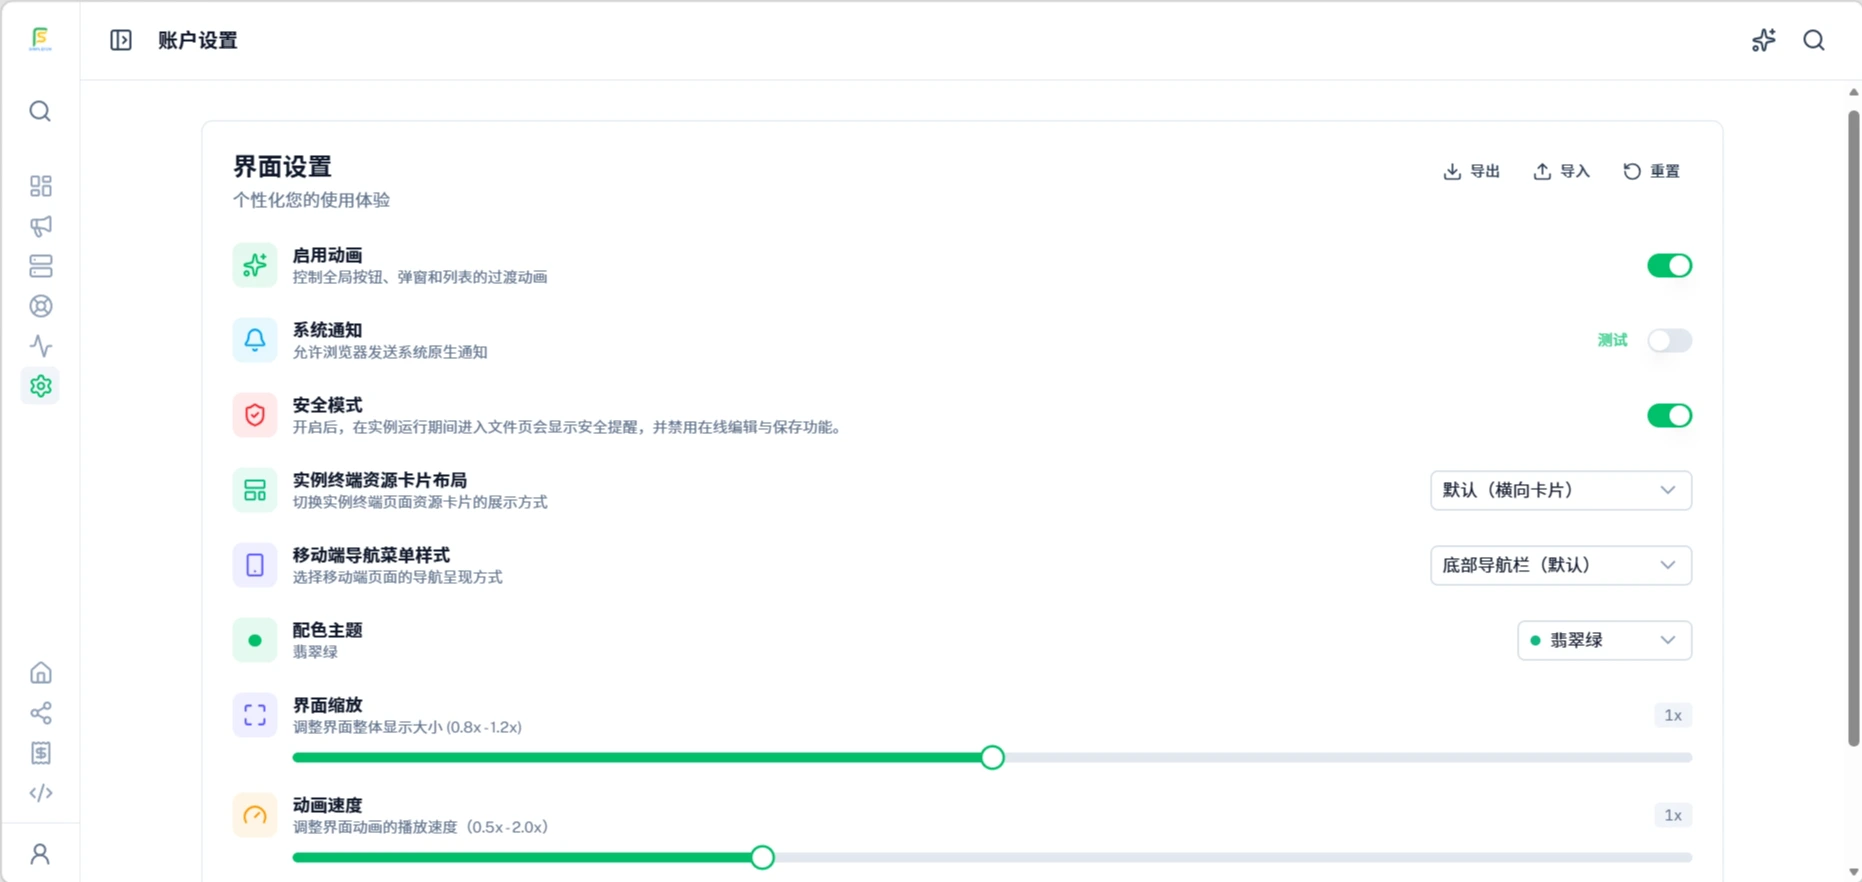 账户设置
界面设置
个性化您的使用体验
导出
导入
重置
启用动画
控制全局按钮、弹窗和列表的过渡动画
系统通知
允许浏览器发送系统原生通知
测试
安全模式
开启后，在实例运行期间进入文件页会显示安全提醒，并禁用在线编辑与保存功能。
实例终端资源卡片布局
切换实例终端页面资源卡片的展示方式
默认（横向卡片）
移动端导航菜单样式
选择移动端页面的导航呈现方式
底部导航栏（默认）
配色主题
翡翠绿
翡翠绿
界面缩放
调整界面整体显示大小 (0.8x - 1.2x)
1x
动画速度
调整界面动画的播放速度（0.5x - 2.0x）
1x